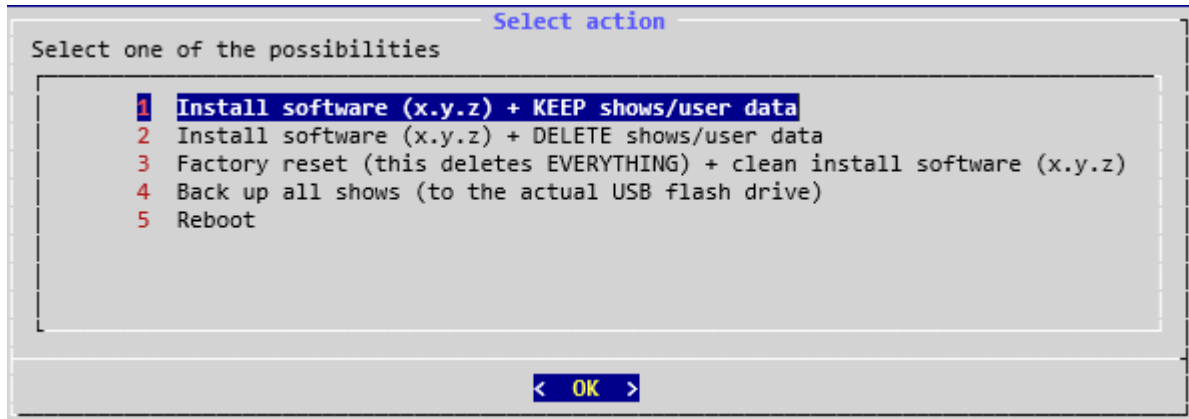 Select action
Select one of the possibilities
1 Install software (x.y.z) + KEEP shows/user data
2 Install software (x.y.z) + DELETE shows/user data
3 Factory reset (this deletes EVERYTHING) + clean install software (x.y.z)
4 Back up all shows (to the actual USB flash drive)
5 Reboot
< OK >